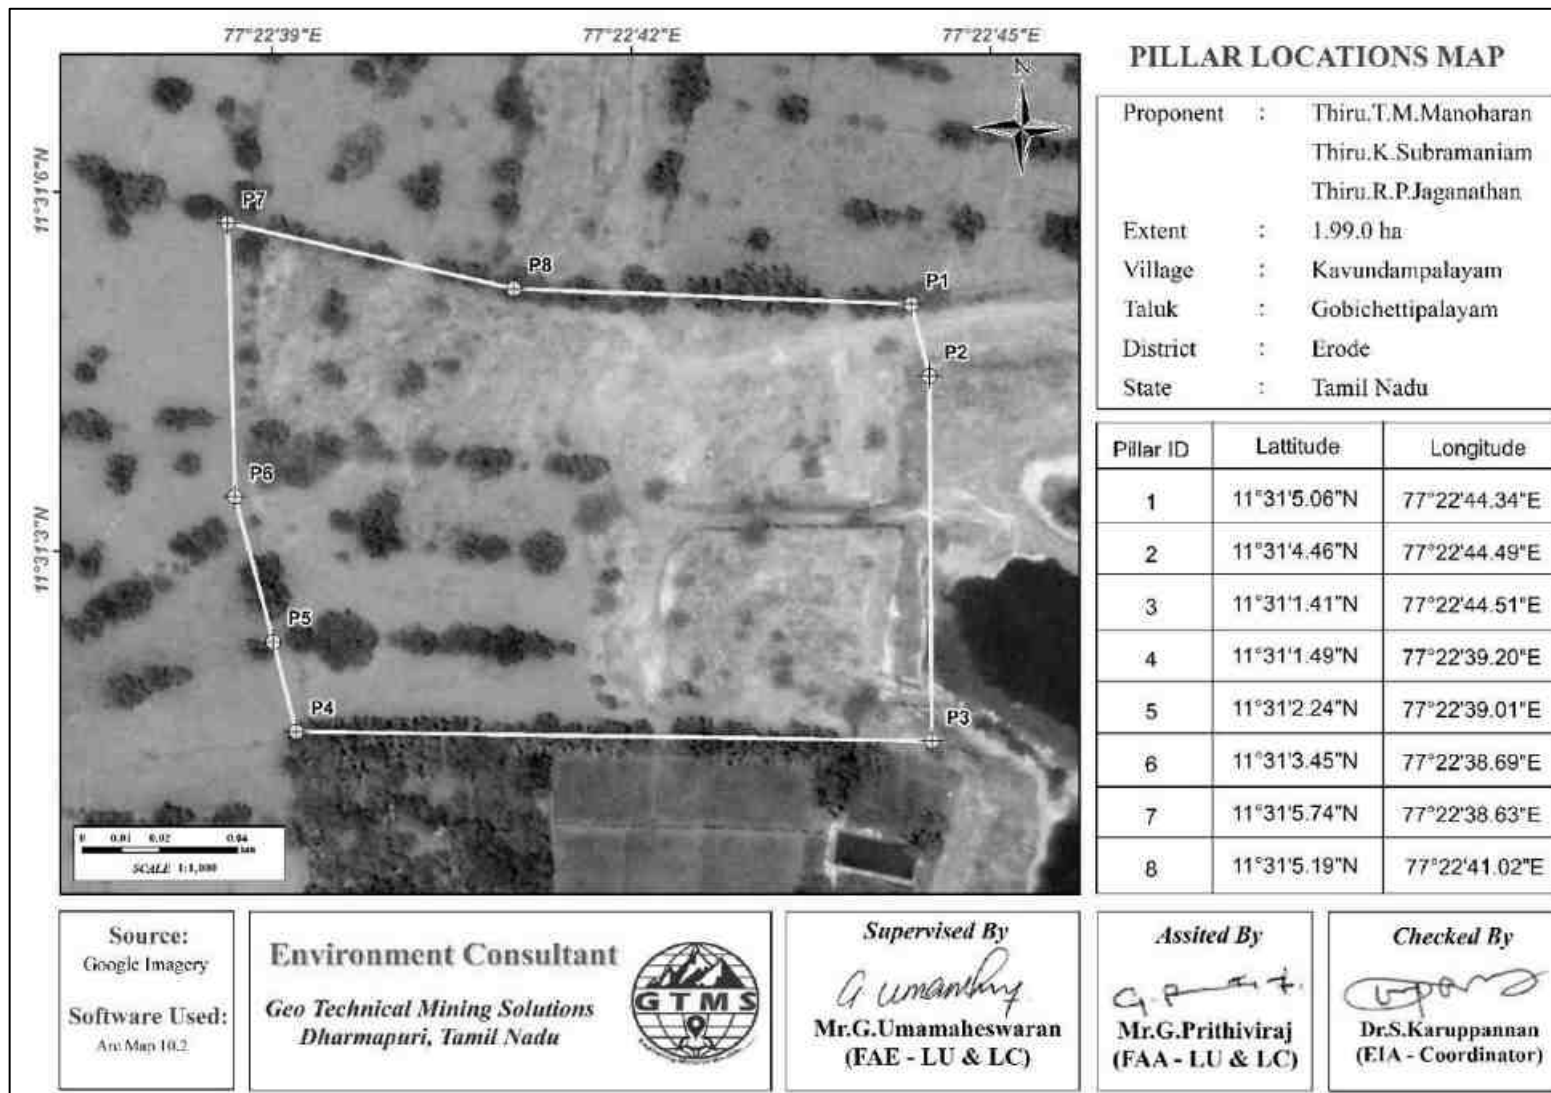 77°22'39"E 77°22'42"E 77°22'45"E
11°31'6"N
11°31'3"N
N
P7
P8
P1
P2
P6
P5
P4
P3
0 0.01 0.02 0.04
SCALE 1:1,000
PILLAR LOCATIONS MAP
Proponent : Thiru.T.M.Manoharan
Thiru.K.Subramaniam
Thiru.R.P.Jaganathan
Extent : 1.99.0 ha
Village : Kavundampalayam
Taluk : Gobichettipalayam
District : Erode
State : Tamil Nadu
Pillar ID Lattitude Longitude
1 11°31'5.06"N 77°22'44.34"E
2 11°31'4.46"N 77°22'44.49"E
3 11°31'1.41"N 77°22'44.51"E
4 11°31'1.49"N 77°22'39.20"E
5 11°31'2.24"N 77°22'39.01"E
6 11°31'3.45"N 77°22'38.69"E
7 11°31'5.74"N 77°22'38.63"E
8 11°31'5.19"N 77°22'41.02"E
Source:
Google Imagery
Software Used:
Arc Map 10.2
Environment Consultant
Geo Technical Mining Solutions
Dharmapuri, Tamil Nadu
GTMS
Supervised By
Mr.G.Umamaheswaran
(FAE - LU & LC)
Assited By
Mr.G.Prithiviraj
(FAA - LU & LC)
Checked By
Dr.S.Karuppannan
(EIA - Coordinator)